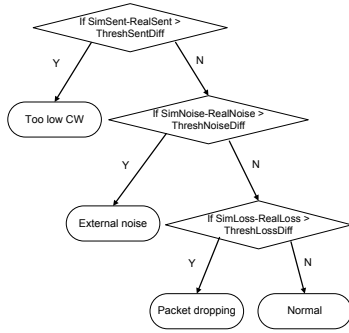 If SimSent-RealSent >
ThreshSentDiff
Y
N
Too low CW
If SimNoise-RealNoise >
ThreshNoiseDiff
Y
N
External noise
If SimLoss-RealLoss >
ThreshLossDiff
Y
N
Packet dropping
Normal